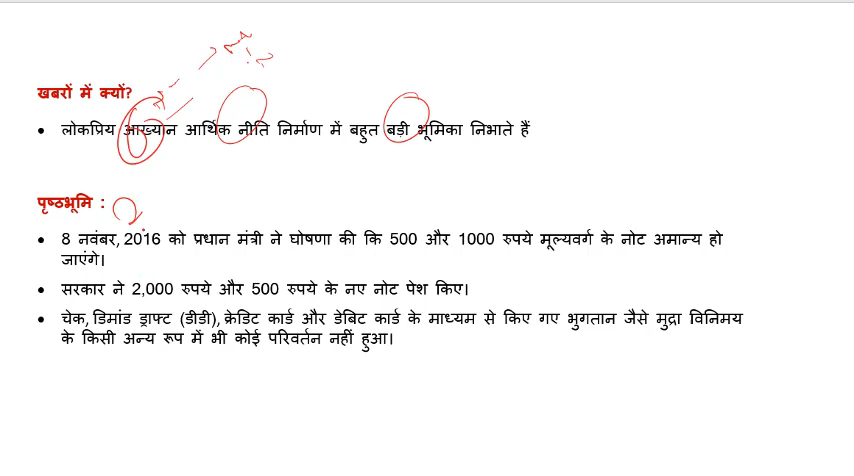 खबरों में क्यों?
• लोकप्रिय आख्यान आर्थिक नीति निर्माण में बहुत बड़ी भूमिका निभाते हैं
पृष्ठभूमि :
• 8 नवंबर, 2016 को प्रधान मंत्री ने घोषणा की कि 500 और 1000 रुपये मूल्यवर्ग के नोट अमान्य हो
जाएंगे।
• सरकार ने 2,000 रुपये और 500 रुपये के नए नोट पेश किए।
• चेक, डिमांड ड्राफ्ट (डीडी), क्रेडिट कार्ड और डेबिट कार्ड के माध्यम से किए गए भुगतान जैसे मुद्रा विनिमय
के किसी अन्य रूप में भी कोई परिवर्तन नहीं हुआ।